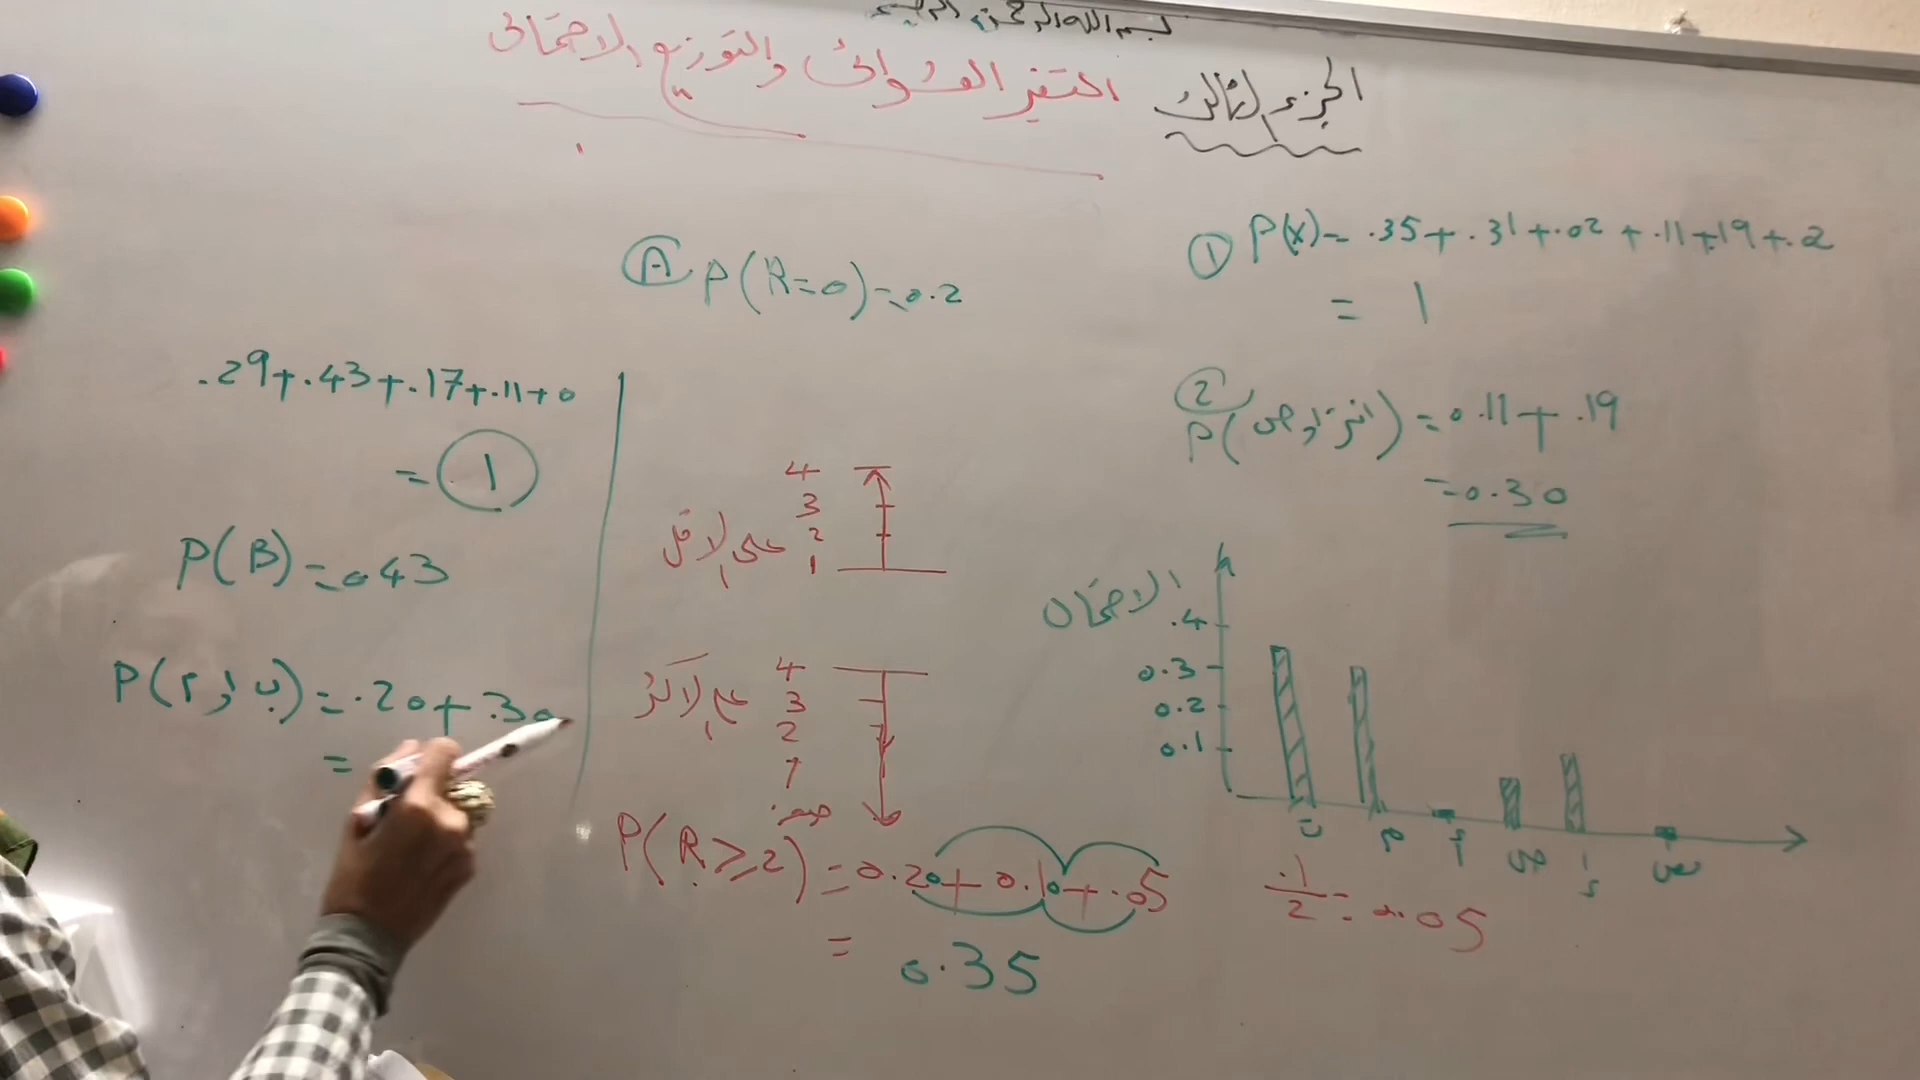 بسم الله الرحمن الرحيم
الجزء الثالث المتغير العشوائي والتوزيع الاحتمالي
① P(x) = .35 + .31 + .02 + .11 + .19 + .2
= 1
②
P( او ) = 0.11 + .19
= 0.30
الاحتمال
.4
0.3
0.2
0.1
.1/2 = 0.05
Ⓐ P(R=0) = 0.2
4
3
على الاقل 2
1
4
على الاكثر 3
2
1
صفر
P(R ≥ 2) = 0.20 + 0.10 + .05
= 0.35
.29 + .43 + .17 + .11 + 0
= 1
P(B) = 0.43
P(م او ب) = .20 + .30
=